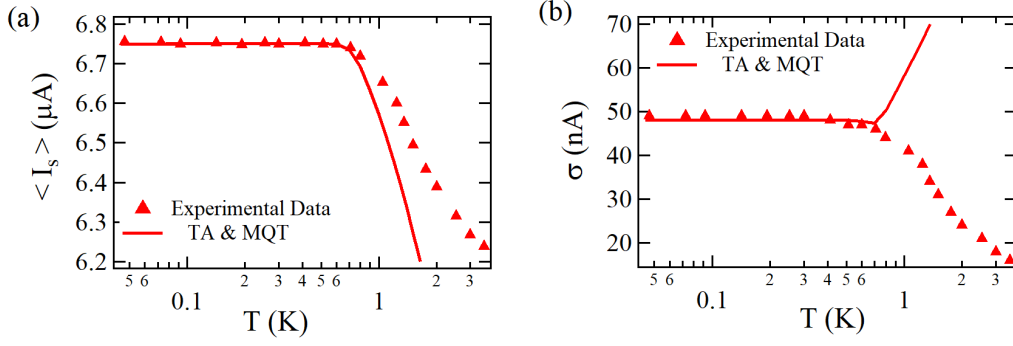 (a)
6.8
6.7
6.6
6.5
6.4
6.3
6.2
< I_s > (μA)
Experimental Data
TA & MQT
5 6 2 3 4 5 6 2 3
0.1 1
T (K)
(b)
70
60
50
40
30
20
σ (nA)
Experimental Data
TA & MQT
5 6 2 3 4 5 6 2 3
0.1 1
T (K)